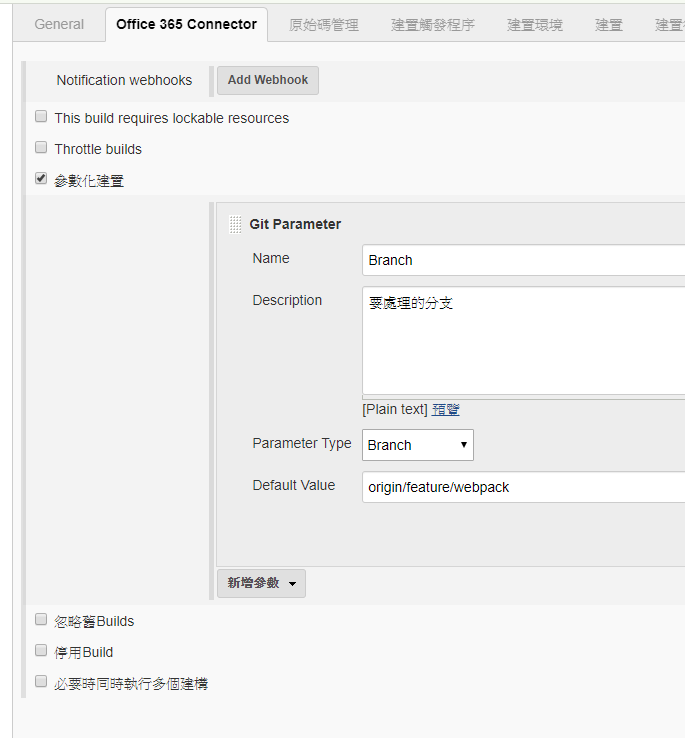 General Office 365 Connector 原始碼管理 建置觸發程序 建置環境 建置 建置
Notification webhooks Add Webhook
This build requires lockable resources
Throttle builds
參數化建置
Git Parameter
Name Branch
Description 要處理的分支
[Plain text] 預覽
Parameter Type Branch
Default Value origin/feature/webpack
新增參數
忽略舊Builds
停用Build
必要時同時執行多個建構